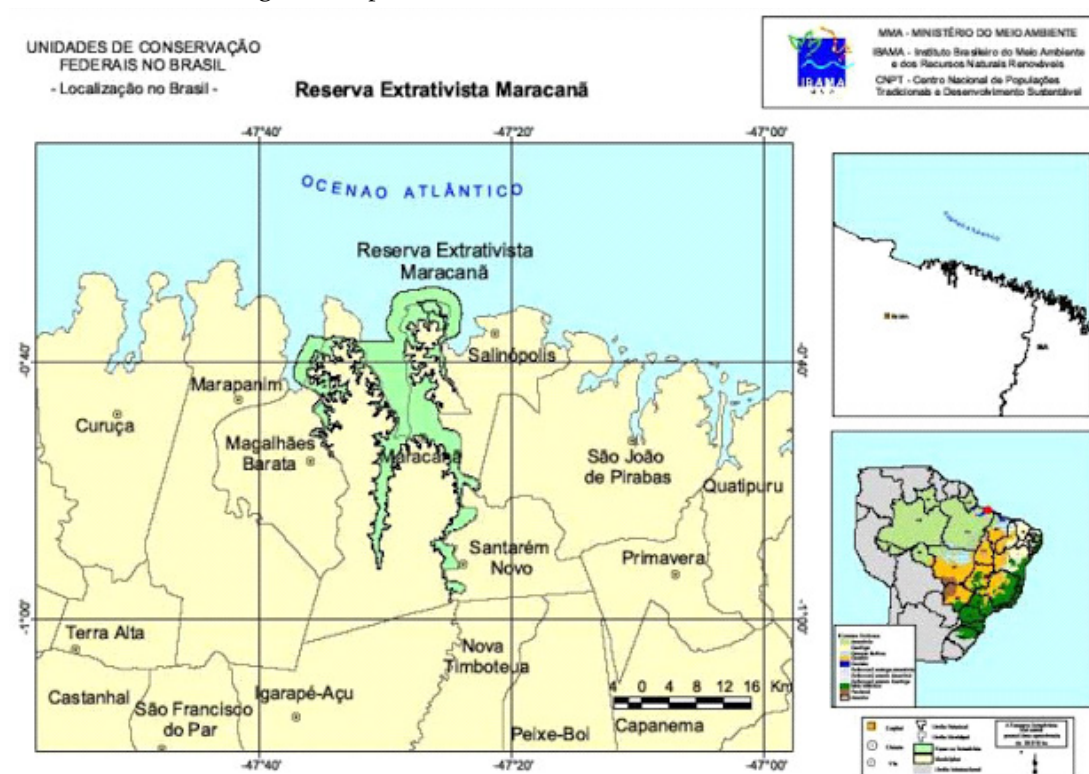 UNIDADES DE CONSERVAÇÃO
FEDERAIS NO BRASIL
- Localização no Brasil -
Reserva Extrativista Maracanã
IBAMA
MMA
MMA - MINISTÉRIO DO MEIO AMBIENTE
IBAMA - Instituto Brasileiro do Meio Ambiente
e dos Recursos Naturais Renováveis
CNPT - Centro Nacional de Populações
Tradicionais e Desenvolvimento Sustentável
-47°40'
-47°20'
-47°00'
OCENAO ATLÂNTICO
Reserva Extrativista
Maracanã
-0°40'
-0°40'
Salinópolis
Marapanim
Curuça
Magalhães
Barata
Maracanã
São João
de Pirabas
Quatipuru
Santarém
Novo
Primavera
-1°00'
-1°00'
Terra Alta
Nova
Timboteua
Castanhal
São Francisco
do Par
Igarapé-Açu
4 0 4 8 12 16 Km
Peixe-Boi
Capanema
-47°40'
-47°20'
-47°00'